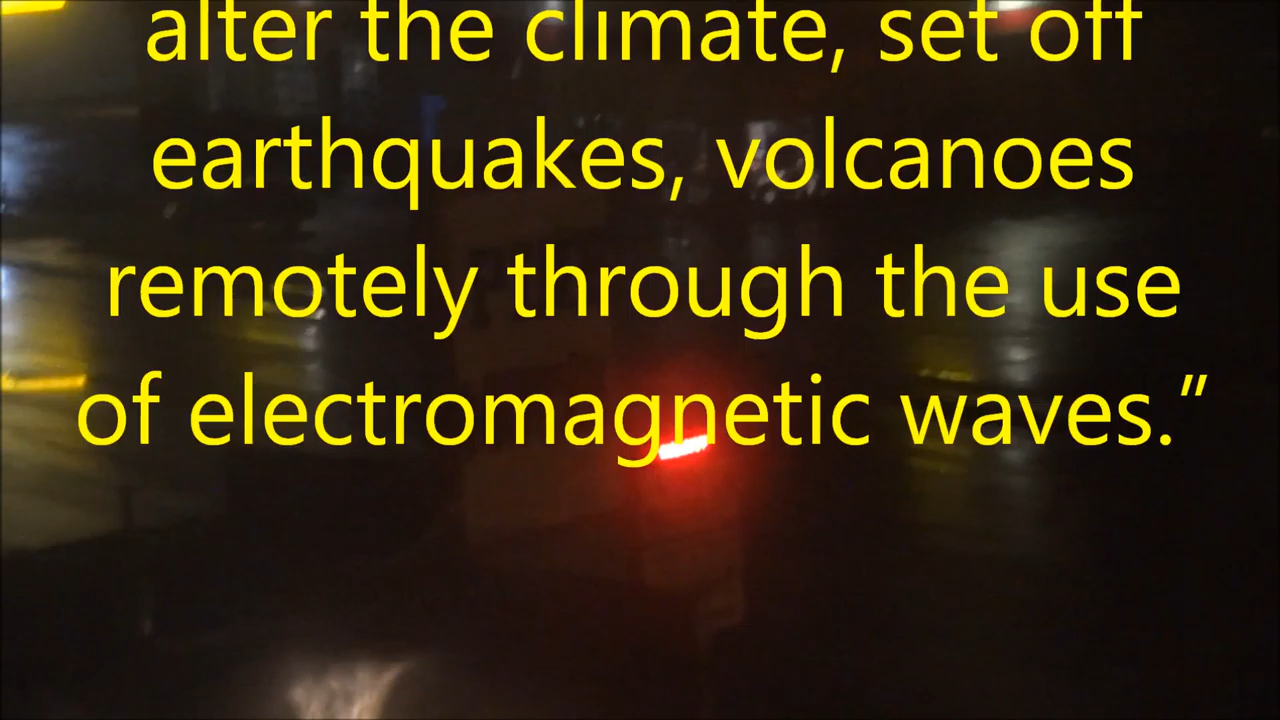 alter the climate, set off
earthquakes, volcanoes
remotely through the use
of electromagnetic waves.”